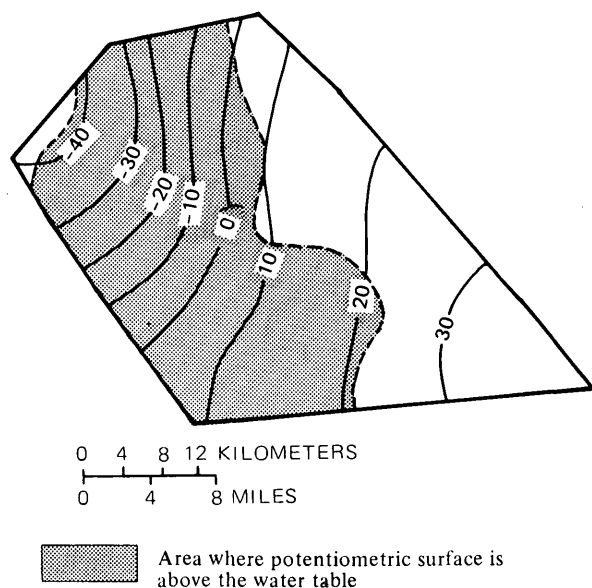 -40
-30
-20
-10
0
10
20
30
0 4 8 12 KILOMETERS
0 4 8 MILES
Area where potentiometric surface is
above the water table